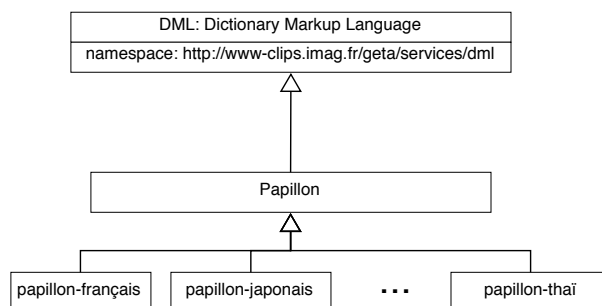 DML: Dictionary Markup Language
namespace: http://www-clips.imag.fr/geta/services/dml
Papillon
papillon-français
papillon-japonais
...
papillon-thaï